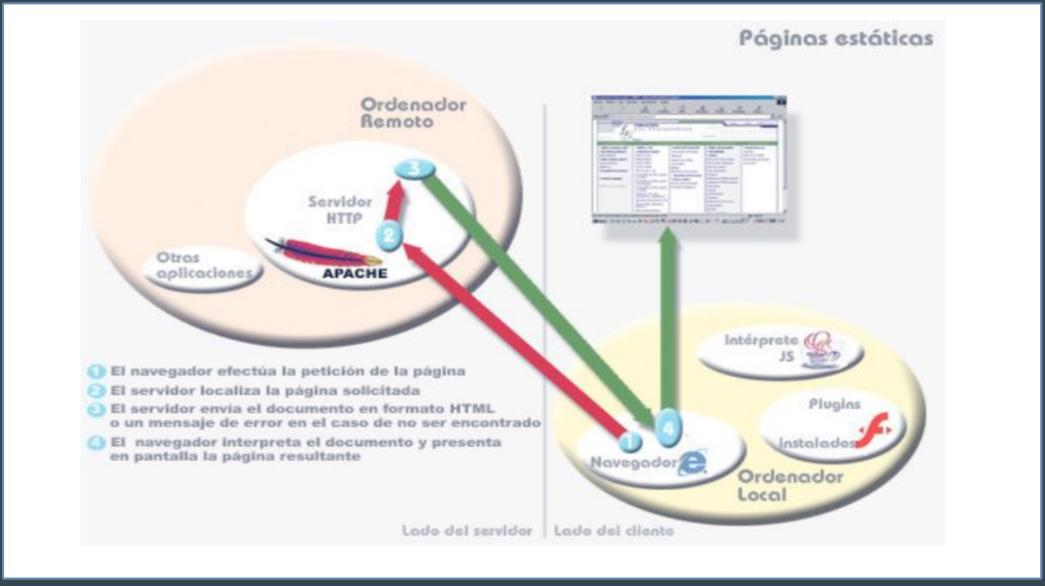 Páginas estáticas
Ordenador
Remoto
Servidor
HTTP
APACHE
Otras
aplicaciones
3
2
1 El navegador efectúa la petición de la página
2 El servidor localiza la página solicitada
3 El servidor envía el documento en formato HTML
o un mensaje de error en el caso de no ser encontrado
4 El navegador interpreta el documento y presenta
en pantalla la página resultante
Intérprete
JS
Plugins
Instalados
1
4
Navegador
Ordenador
Local
Lado del servidor
Lado del cliente